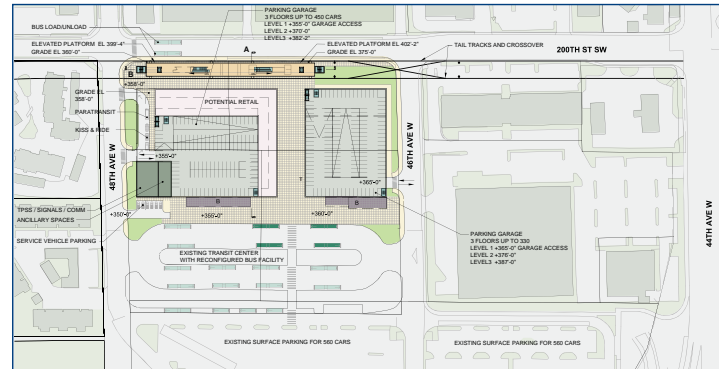 PARKING GARAGE
3 FLOORS UP TO 450 CARS
LEVEL 1 +355'-0" GARAGE ACCESS
LEVEL 2 +370'-0"
LEVEL3 +382'-2"
BUS LOAD/UNLOAD
ELEVATED PLATFORM EL 399'-4"
GRADE EL 360'-0"
A
ELEVATED PLATFORM EL 402'-2"
GRADE EL 375'-0"
TAIL TRACKS AND CROSSOVER
200TH ST SW
B
+358'-0"
GRADE EL
358'-0"
PARATRANSIT
KISS & RIDE
POTENTIAL RETAIL
+355'-0"
48TH AVE W
46TH AVE W
44TH AVE W
T
+365'-0"
TPSS / SIGNALS / COMM
ANCILLARY SPACES
+350'-0"
B
+355'-0"
+360'-0"
B
SERVICE VEHICLE PARKING
PARKING GARAGE
3 FLOORS UP TO 330
LEVEL 1 +365'-0" GARAGE ACCESS
LEVEL 2 +376'-0"
LEVEL3 +387'-0"
EXISTING TRANSIT CENTER
WITH RECONFIGURED BUS FACILITY
EXISTING SURFACE PARKING FOR 560 CARS
EXISTING SURFACE PARKING FOR 560 CARS